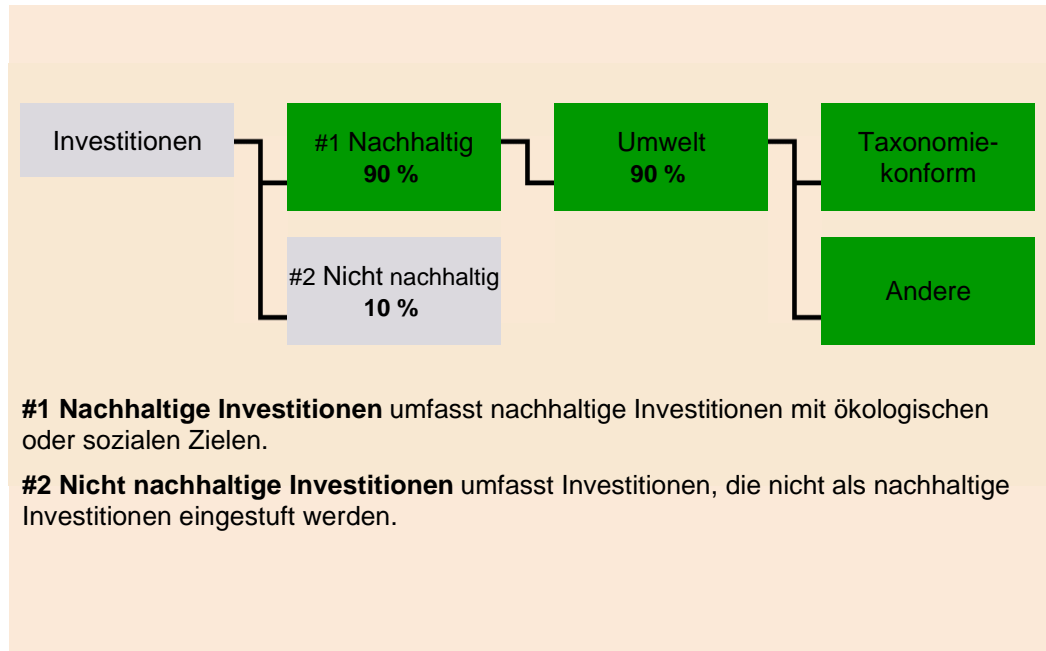 Investitionen
#1 Nachhaltig
90 %
Umwelt
90 %
Taxonomie-
konform
#2 Nicht nachhaltig
10 %
Andere
#1 Nachhaltige Investitionen umfasst nachhaltige Investitionen mit ökologischen
oder sozialen Zielen.
#2 Nicht nachhaltige Investitionen umfasst Investitionen, die nicht als nachhaltige
Investitionen eingestuft werden.